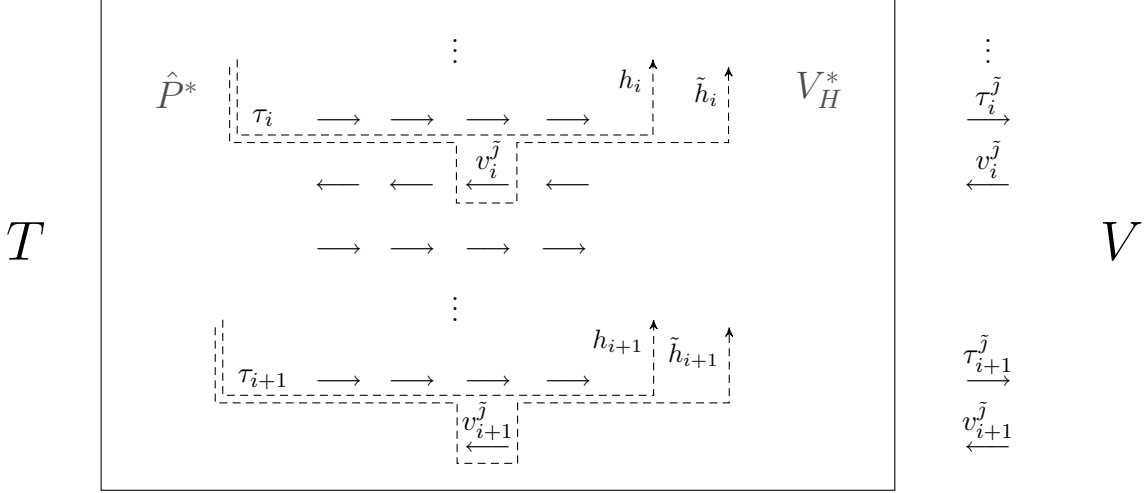 ⋮ ⋮
P̂* h_i h̃_i V_H^* τ_i^j̃
τ_i
v_i^j̃ v_i^j̃
T V
⋮
h_{i+1} h̃_{i+1} τ_{i+1}^j̃
τ_{i+1}
v_{i+1}^j̃ v_{i+1}^j̃